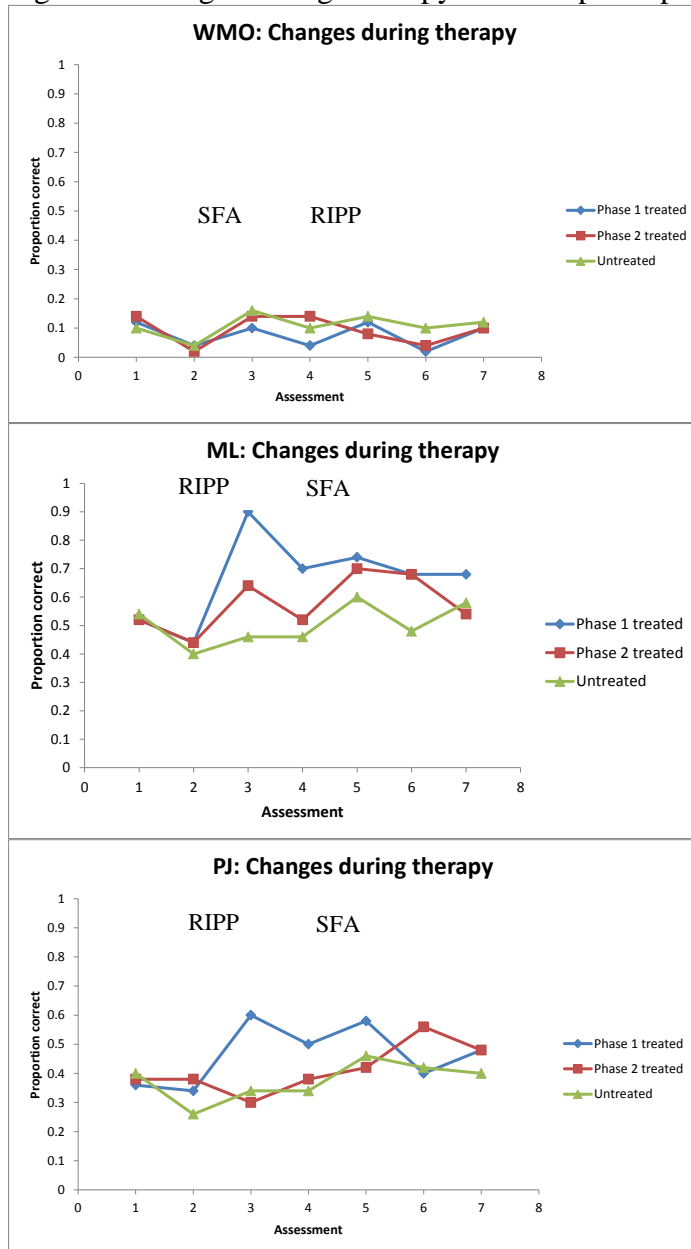 WMO: Changes during therapy
1
0.9
0.8
0.7
0.6
0.5
0.4
0.3
0.2
0.1
0
Proportion correct
SFA RIPP
Phase 1 treated
Phase 2 treated
Untreated
0 1 2 3 4 5 6 7 8
Assessment
ML: Changes during therapy
1
0.9
0.8
0.7
0.6
0.5
0.4
0.3
0.2
0.1
0
Proportion correct
RIPP SFA
Phase 1 treated
Phase 2 treated
Untreated
0 1 2 3 4 5 6 7 8
Assessment
PJ: Changes during therapy
1
0.9
0.8
0.7
0.6
0.5
0.4
0.3
0.2
0.1
0
Proportion correct
RIPP SFA
Phase 1 treated
Phase 2 treated
Untreated
0 1 2 3 4 5 6 7 8
Assessment